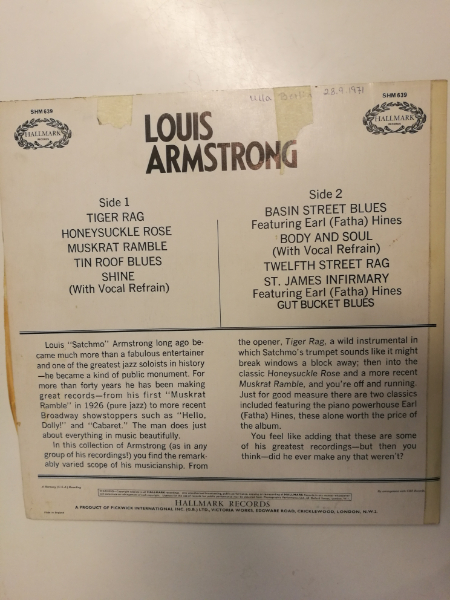 SHM 639
HALLMARK
RECORDS
Ulla
23.9.1971
SHM 639
HALLMARK
RECORDS
LOUIS
ARMSTRONG
Side 1
TIGER RAG
HONEYSUCKLE ROSE
MUSKRAT RAMBLE
TIN ROOF BLUES
SHINE
(With Vocal Refrain)
Side 2
BASIN STREET BLUES
Featuring Earl (Fatha) Hines
BODY AND SOUL
(With Vocal Refrain)
TWELFTH STREET RAG
ST. JAMES INFIRMARY
Featuring Earl (Fatha) Hines
GUT BUCKET BLUES
Louis "Satchmo" Armstrong long ago be-
came much more than a fabulous entertainer
and one of the greatest jazz soloists in history
—he became a kind of public monument. For
more than forty years he has been making
great records—from his first "Muskrat
Ramble" in 1926 (pure jazz) to more recent
Broadway showstoppers such as "Hello,
Dolly!" and "Cabaret." The man does just
about everything in music beautifully.
In this collection of Armstrong (as in any
group of his recordings!) you find the remark-
ably varied scope of his musicianship. From
the opener, Tiger Rag, a wild instrumental in
which Satchmo's trumpet sounds like it might
break windows a block away; then into the
classic Honeysuckle Rose and a more recent
Muskrat Ramble, and you're off and running.
Just for good measure there are two classics
included featuring the piano powerhouse Earl
(Fatha) Hines, these alone worth the price of
the album.
You feel like adding that these are some
of his greatest recordings—but then you
think—did he ever make any that weren't?
HALLMARK RECORDS
A PRODUCT OF PICKWICK INTERNATIONAL INC. (G.B.) LTD., VICTORIA WORKS, EDGWARE ROAD, CRICKLEWOOD, LONDON, N.W.2.